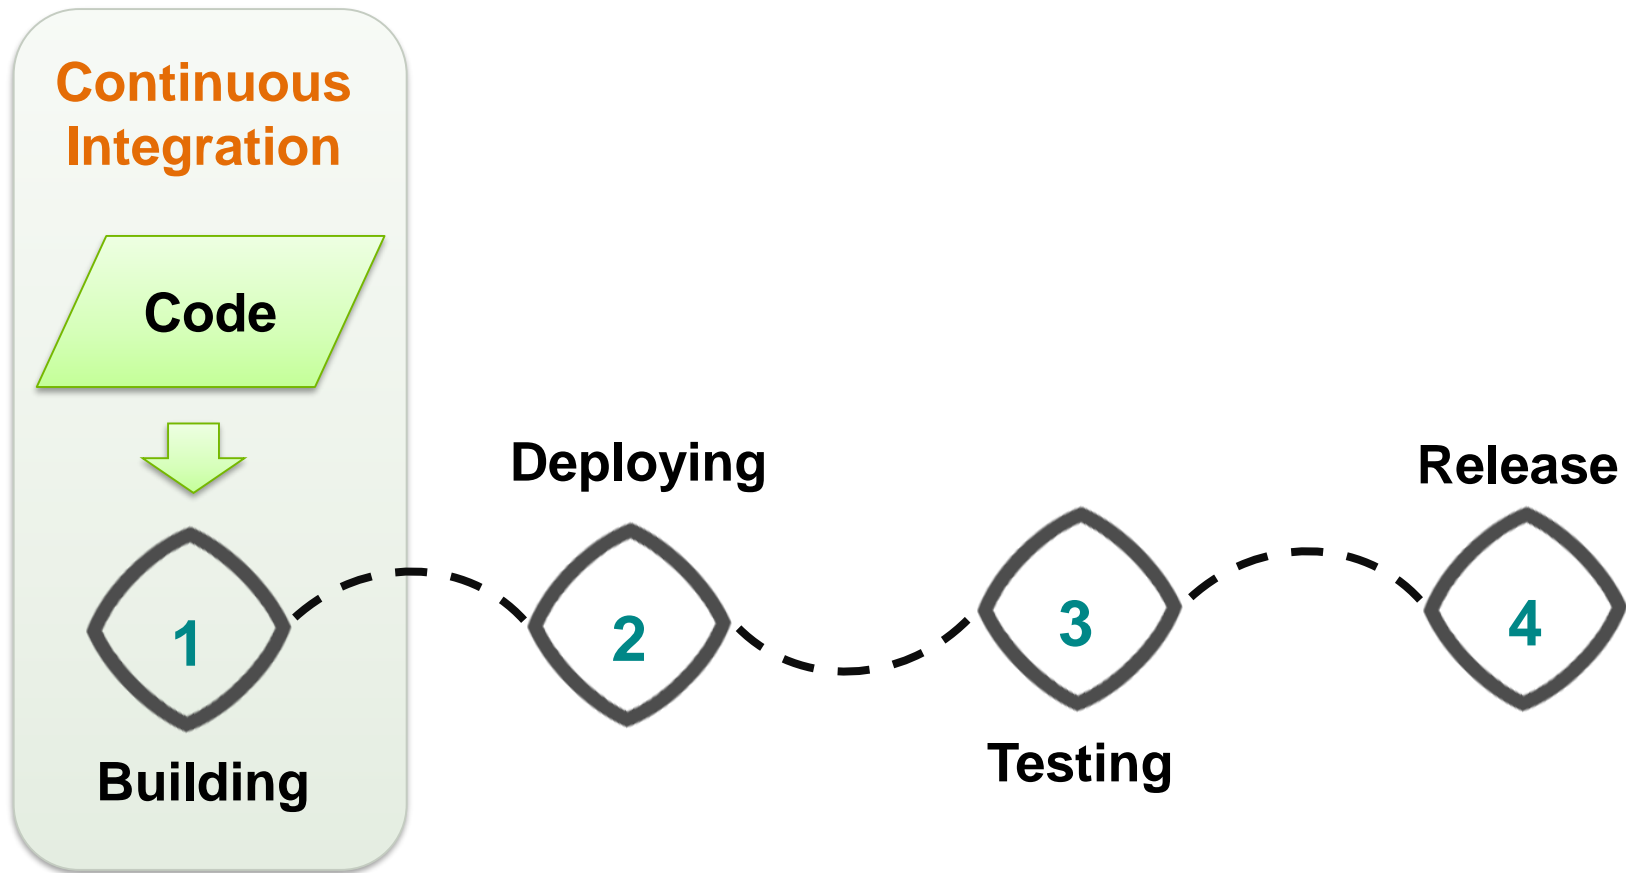 Continuous
Integration
Code
1
Building
Deploying
2
3
Testing
Release
4